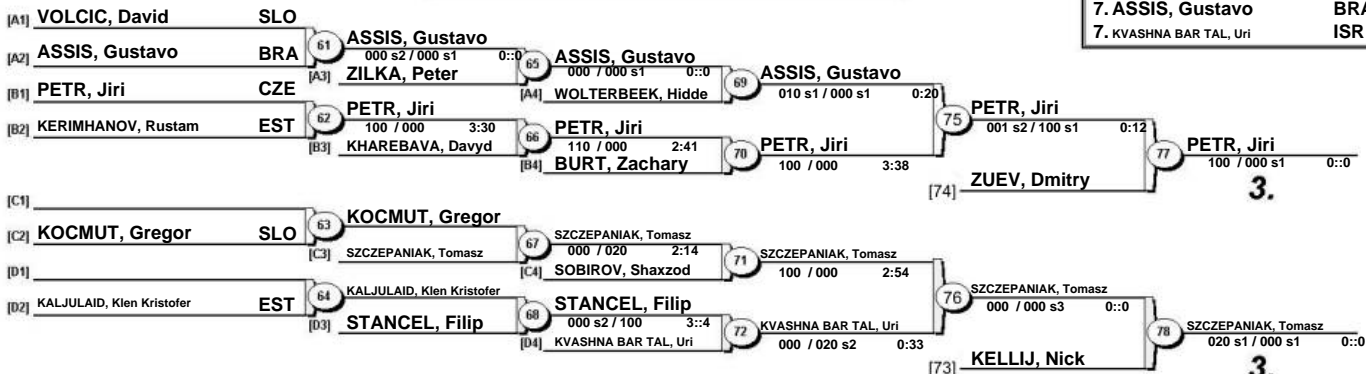 7. ASSIS, Gustavo BRA
7. KVASHNA BAR TAL, Uri ISR
[A1] VOLCIC, David SLO
[A2] ASSIS, Gustavo BRA
61 ASSIS, Gustavo
000 s2 / 000 s1 0::0
[A3] ZILKA, Peter
65 ASSIS, Gustavo
000 / 000 s1 0::0
[A4] WOLTERBEEK, Hidde
69 ASSIS, Gustavo
010 s1 / 000 s1 0:20
[B1] PETR, Jiri CZE
[B2] KERIMHANOV, Rustam EST
62 PETR, Jiri
100 / 000 3:30
[B3] KHAREBAVA, Davyd
66 PETR, Jiri
110 / 000 2:41
[B4] BURT, Zachary
70 PETR, Jiri
100 / 000 3:38
75 PETR, Jiri
001 s2 / 100 s1 0:12
[74] ZUEV, Dmitry
77 PETR, Jiri
100 / 000 s1 0::0
3.
[C1]
[C2] KOCMUT, Gregor SLO
63 KOCMUT, Gregor
[C3] SZCZEPANIAK, Tomasz
67 SZCZEPANIAK, Tomasz
000 / 020 2:14
[C4] SOBIROV, Shaxzod
71 SZCZEPANIAK, Tomasz
100 / 000 2:54
[D1]
[D2] KALJULAID, Klen Kristofer EST
64 KALJULAID, Klen Kristofer
[D3] STANCEL, Filip
68 STANCEL, Filip
000 s2 / 100 3::4
[D4] KVASHNA BAR TAL, Uri
72 KVASHNA BAR TAL, Uri
000 / 020 s2 0:33
76 SZCZEPANIAK, Tomasz
000 / 000 s3 0::0
[73] KELLIJ, Nick
78 SZCZEPANIAK, Tomasz
020 s1 / 000 s1 0::0
3.